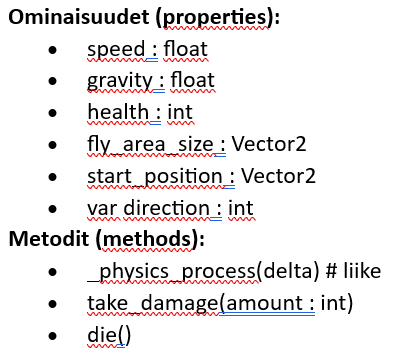 Ominaisuudet (properties):
• speed : float
• gravity : float
• health : int
• fly_area_size : Vector2
• start_position : Vector2
• var direction : int
Metodit (methods):
• _physics_process(delta) # liike
• take_damage(amount : int)
• die()